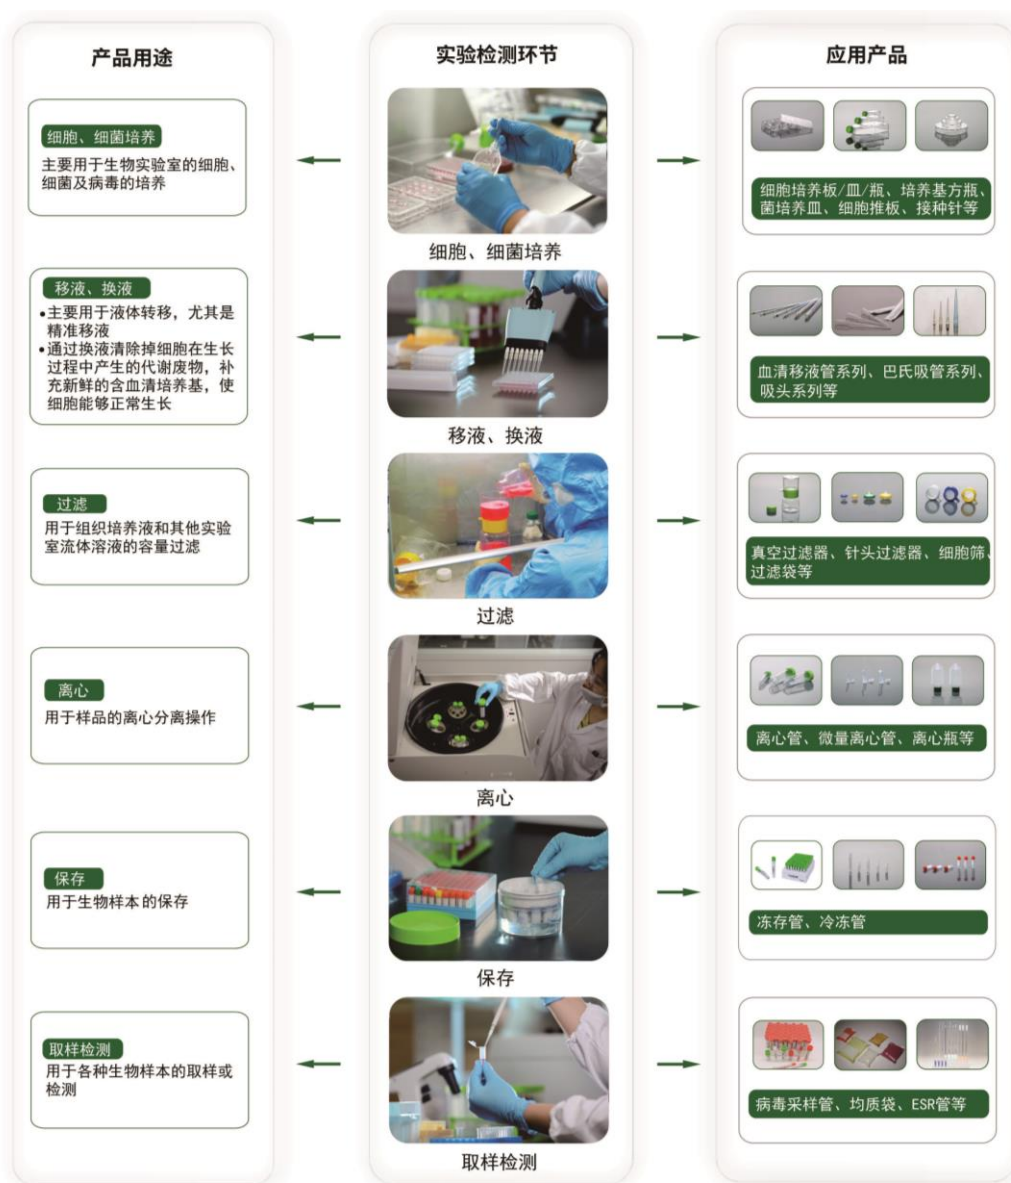 产品用途
实验检测环节
应用产品
细胞、细菌培养
主要用于生物实验室的细胞、
细菌及病毒的培养
细胞、细菌培养
细胞培养板/皿/瓶、培养基方瓶、
菌培养皿、细胞推板、接种针等
移液、换液
•主要用于液体转移，尤其是
精准移液
•通过换液清除掉细胞在生长
过程中产生的代谢废物，补
充新鲜的含血清培养基，使
细胞能够正常生长
移液、换液
血清移液管系列、巴氏吸管系列、
吸头系列等
过滤
用于组织培养液和其他实验
室流体溶液的容量过滤
过滤
真空过滤器、针头过滤器、细胞筛、
过滤袋等
离心
用于样品的离心分离操作
离心
离心管、微量离心管、离心瓶等
保存
用于生物样本的保存
保存
冻存管、冷冻管
取样检测
用于各种生物样本的取样或
检测
取样检测
病毒采样管、均质袋、ESR管等